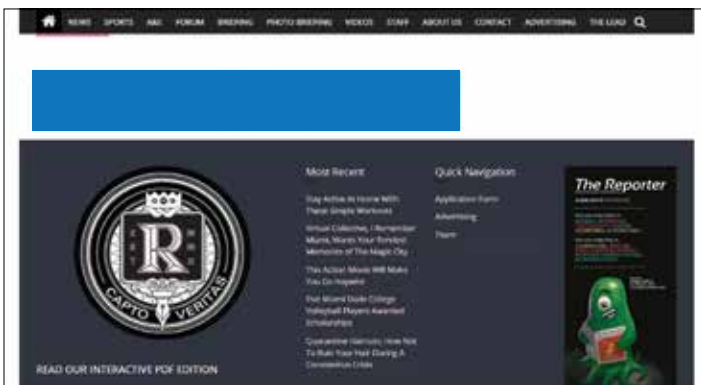 NEWS SPORTS A&E FORUM BRIEFING PHOTO BRIEFING VIDEOS STAFF ABOUT US CONTACT ADVERTISING THE LEAD
Most Recent
Stay Active At Home With
These Simple Workouts
Virtual Collective, I Remember
Miami, Wants Your Fondest
Memories of The Magic City
This Action Movie Will Make
You Go Hopeini
Five Miami Dade College
Volleyball Players Awarded
Scholarships
Quarantine Haircuts: How Not
To Ruin Your Hair During A
Coronavirus Crisis
Quick Navigation
Application Form
Advertising
Team
R
CAPTO VERITAS
READ OUR INTERACTIVE PDF EDITION
The Reporter